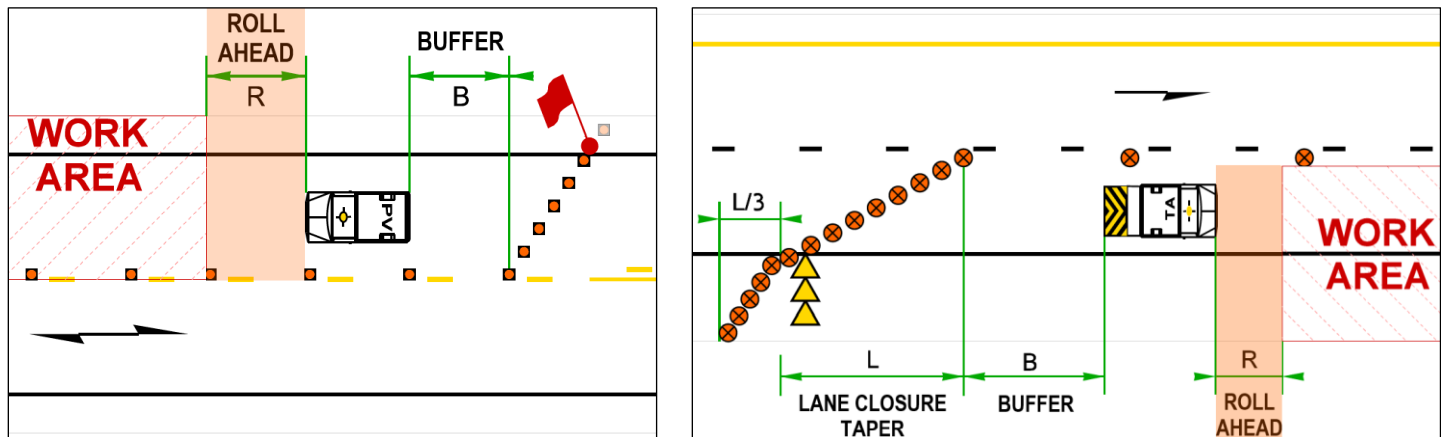 ROLL
AHEAD
BUFFER
R
B
WORK
AREA
PV
L/3
TA
WORK
AREA
L
B
R
LANE CLOSURE
TAPER
BUFFER
ROLL
AHEAD